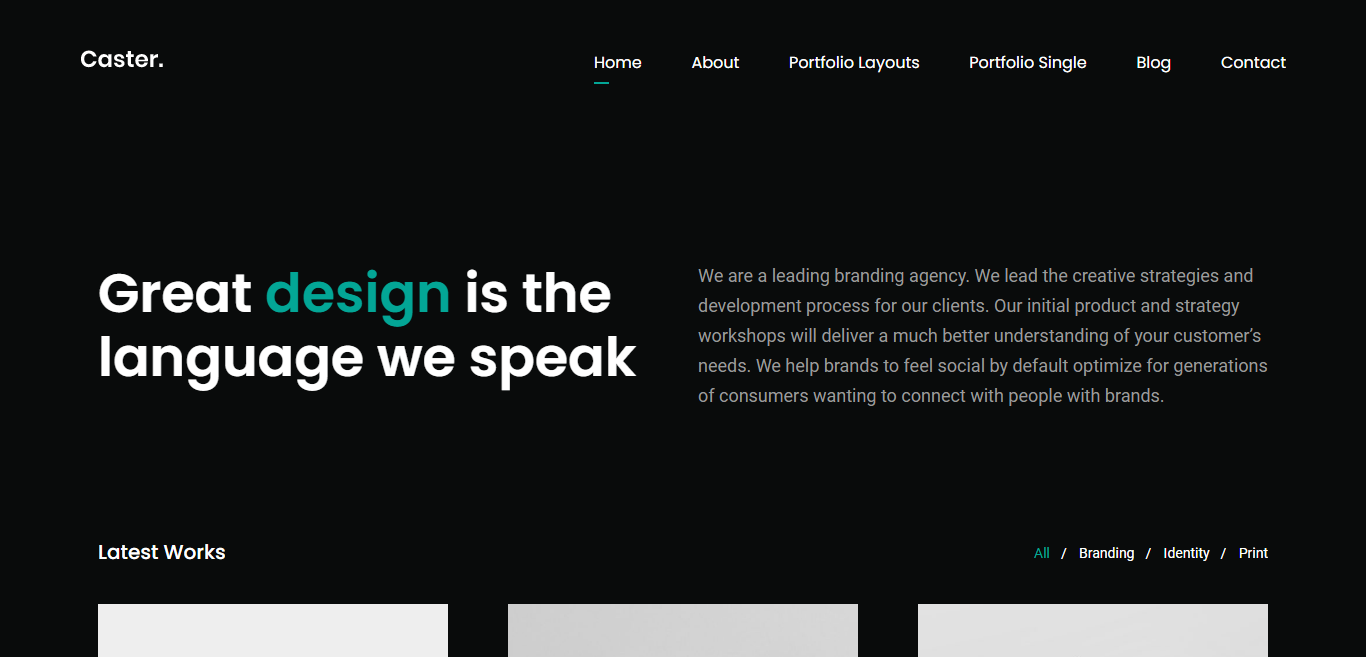 Caster.
Home About Portfolio Layouts Portfolio Single Blog Contact
Great design is the
language we speak
We are a leading branding agency. We lead the creative strategies and
development process for our clients. Our initial product and strategy
workshops will deliver a much better understanding of your customer’s
needs. We help brands to feel social by default optimize for generations
of consumers wanting to connect with people with brands.
Latest Works
All / Branding / Identity / Print